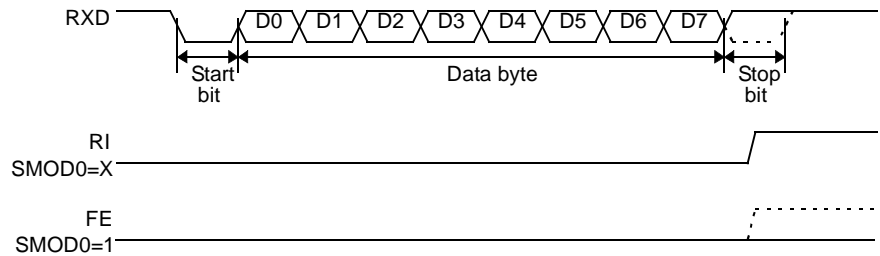 RXD
D0 D1 D2 D3 D4 D5 D6 D7
Start
bit
Data byte
Stop
bit
RI
SMOD0=X
FE
SMOD0=1